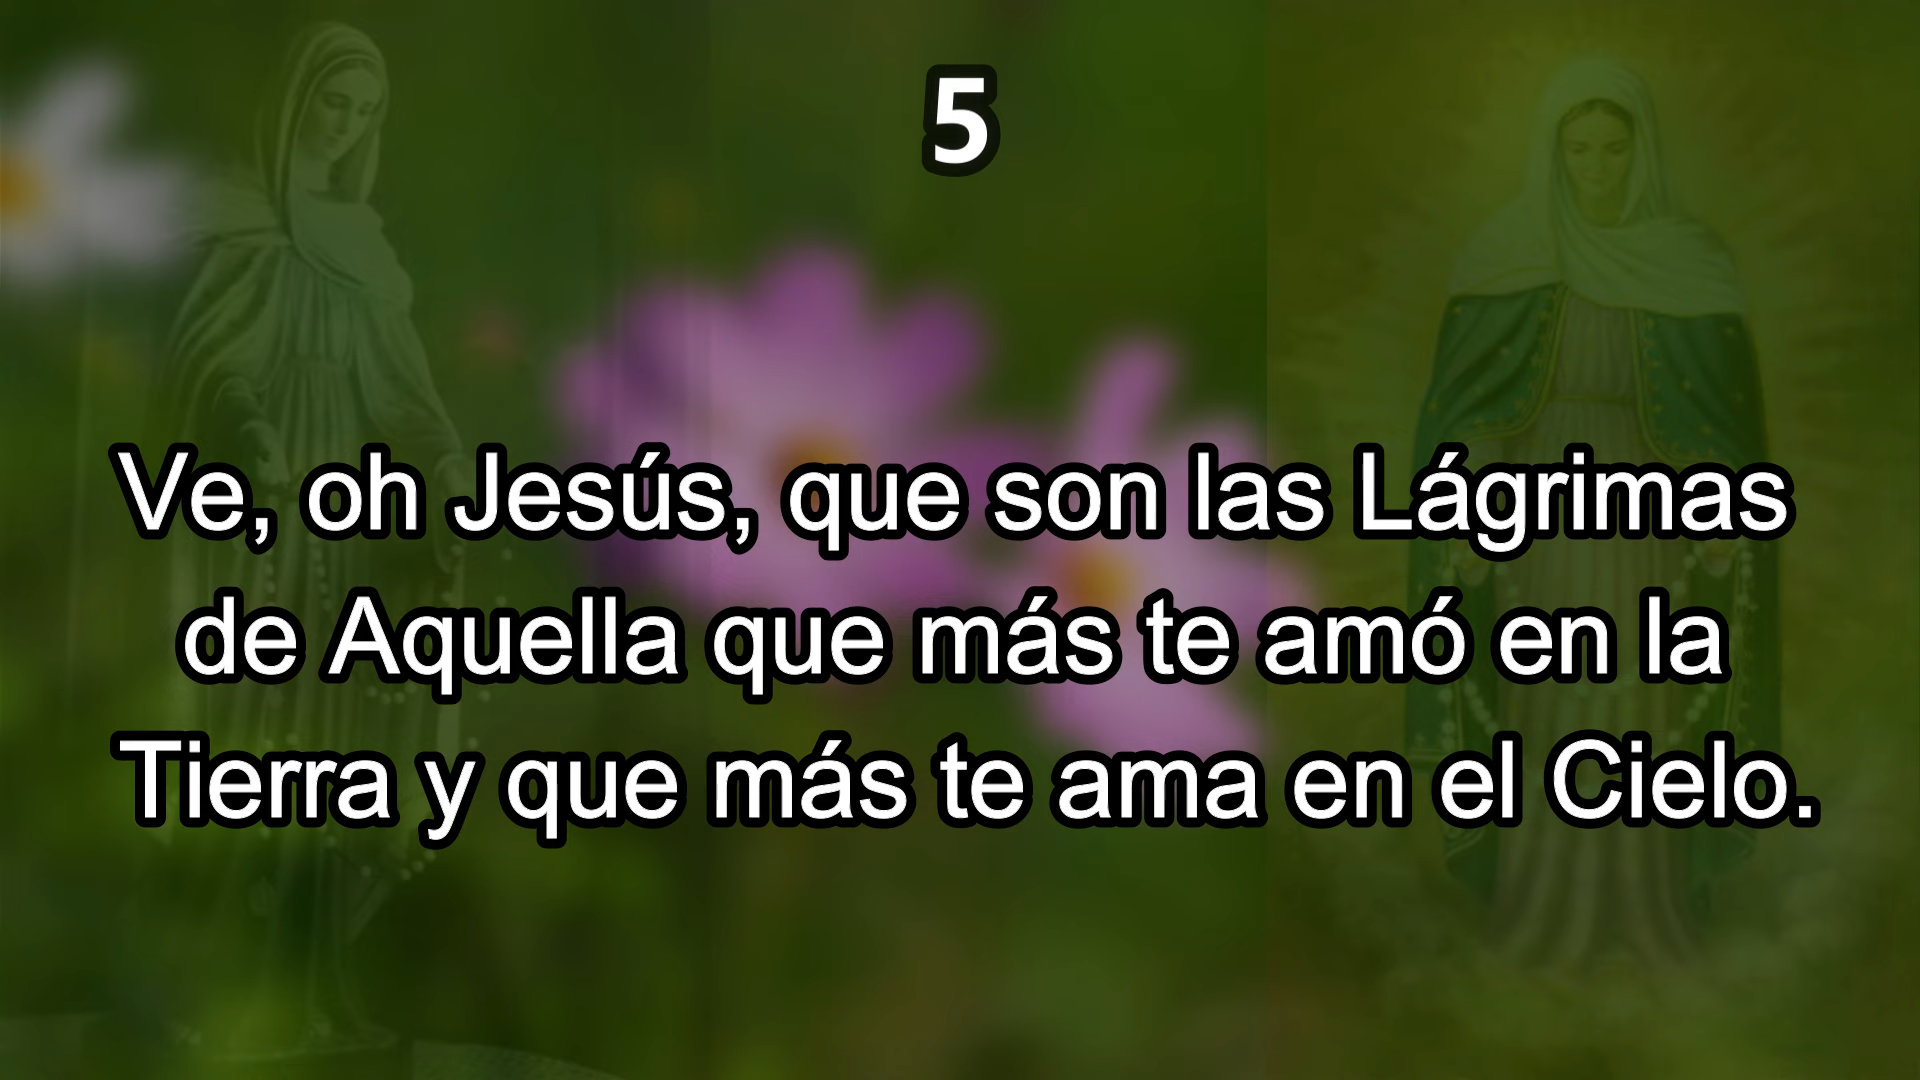 5
Ve, oh Jesús, que son las Lágrimas
de Aquella que más te amó en la
Tierra y que más te ama en el Cielo.